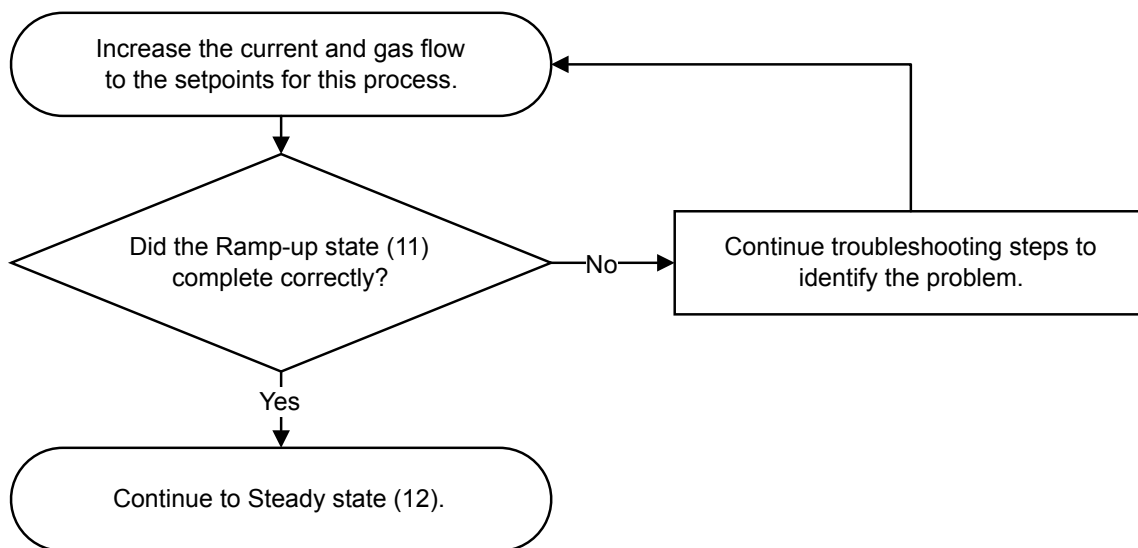 Increase the current and gas flow
to the setpoints for this process.
Did the Ramp-up state (11)
complete correctly?
No
Continue troubleshooting steps to
identify the problem.
Yes
Continue to Steady state (12).